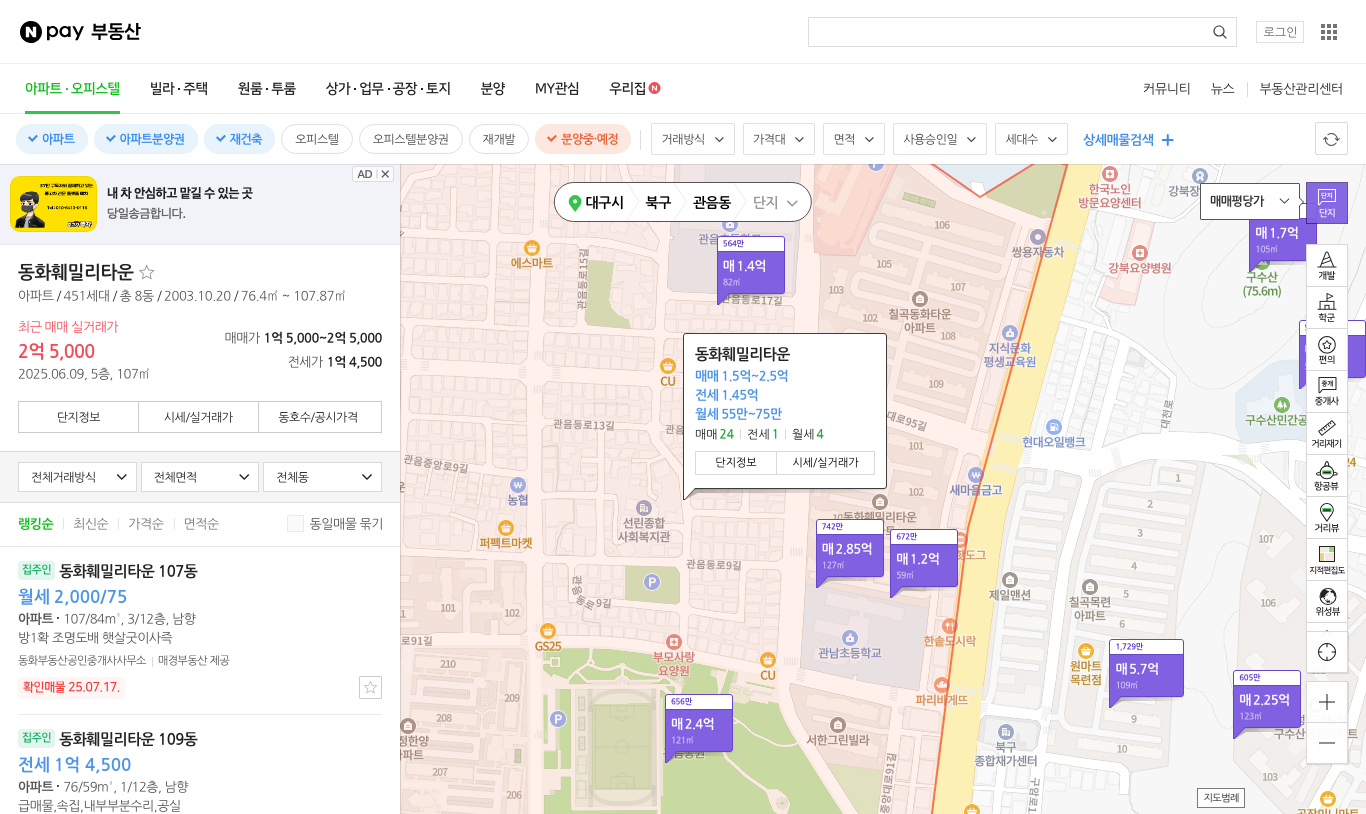 N pay 부동산
로그인
아파트 · 오피스텔
빌라 · 주택
원룸 · 투룸
상가 · 업무 · 공장 · 토지
분양
MY관심
우리집 N
커뮤니티
뉴스
부동산관리센터
아파트
아파트분양권
재건축
오피스텔
오피스텔분양권
재개발
분양중·예정
거래방식
가격대
면적
사용승인일
세대수
상세매물검색
AD
내 차 안심하고 맡길 수 있는 곳
당일송금합니다.
동화훼밀리타운
아파트 / 451세대 / 총 8동 / 2003.10.20 / 76.4㎡ ~ 107.87㎡
최근 매매 실거래가
2억 5,000
2025.06.09, 5층, 107㎡
매매가 1억 5,000~2억 5,000
전세가 1억 4,500
단지정보
시세/실거래가
동호수/공시가격
전체거래방식
전체면적
전체동
랭킹순
최신순
가격순
면적순
동일매물 묶기
집주인 동화훼밀리타운 107동
월세 2,000/75
아파트 · 107/84m², 3/12층, 남향
방1확 조명도배 햇살굿이사즉
동화부동산공인중개사사무소
매경부동산 제공
확인매물 25.07.17.
집주인 동화훼밀리타운 109동
전세 1억 4,500
아파트 · 76/59m², 1/12층, 남향
급매물,속집,내부부분수리,공실
대구시
북구
관음동
단지
매매평당가
단지
단지
개발
학군
편의
중개
중개사
거리재기
항공뷰
거리뷰
지적편집도
위성뷰
지도범례
동화훼밀리타운
매매 1.5억~2.5억
전세 1.45억
월세 55만~75만
매매 24
전세 1
월세 4
단지정보
시세/실거래가
564만
매 1.4억
82㎡
매 1.7억
105㎡
742만
매 2.85억
127㎡
672만
매 1.2억
59㎡
1,729만
매 5.7억
109㎡
605만
매 2.25억
123㎡
656만
매 2.4억
121㎡
에스마트
관음동로15길
관음동로17길
한국노인
방문요양센터
쌍용자동차
강북요양병원
구수산
(75.6m)
칠곡동화타운
아파트
지식문화
평생교육원
현대오일뱅크
대천로
새마을금고
CU
관음동로13길
관음중앙로9길
농협
퍼펙트마켓
선린종합
사회복지관
관음동로9길
P
GS25
부모사랑
요양원
CU
관남초등학교
한솥도시락
파리바게뜨
제일맨션
칠곡목련
아파트
원마트
목련점
서한그린빌라
북구
종합재가센터
P
106
105
103
107
102
108
109
101
102
210
209
208
207
206
107
106
103
1
2
3
4
9
10